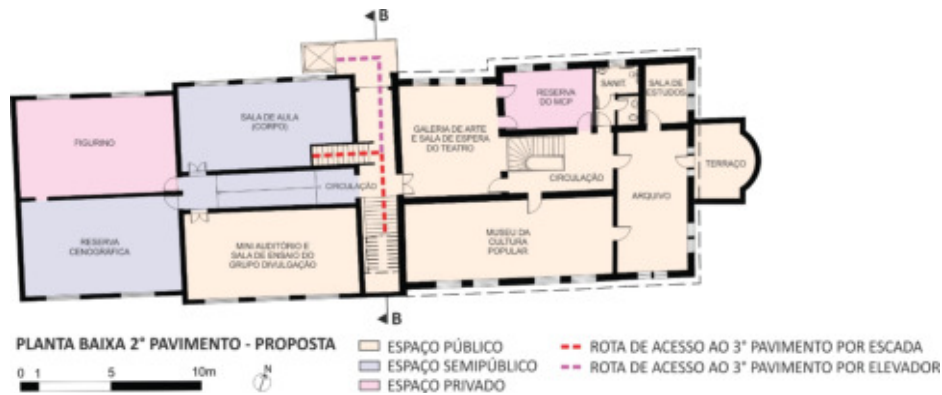 B
SALA DE AULA
(CORPO)
FIGURINO
GALERIA DE ARTE
E SALA DE ESPERA
DO TEATRO
RESERVA
DO MCP
SANIT.
SALA DE
ESTUDOS
TERRAÇO
CIRCULAÇÃO
CIRCULAÇÃO
ARQUIVO
RESERVA
CENOGRÁFICA
MINI AUDITÓRIO E
SALA DE ENSAIO DO
GRUPO DIVULGAÇÃO
MUSEU DA
CULTURA
POPULAR
B
PLANTA BAIXA 2° PAVIMENTO - PROPOSTA
0 1 5 10m
N
ESPAÇO PÚBLICO
ESPAÇO SEMIPÚBLICO
ESPAÇO PRIVADO
ROTA DE ACESSO AO 3° PAVIMENTO POR ESCADA
ROTA DE ACESSO AO 3° PAVIMENTO POR ELEVADOR